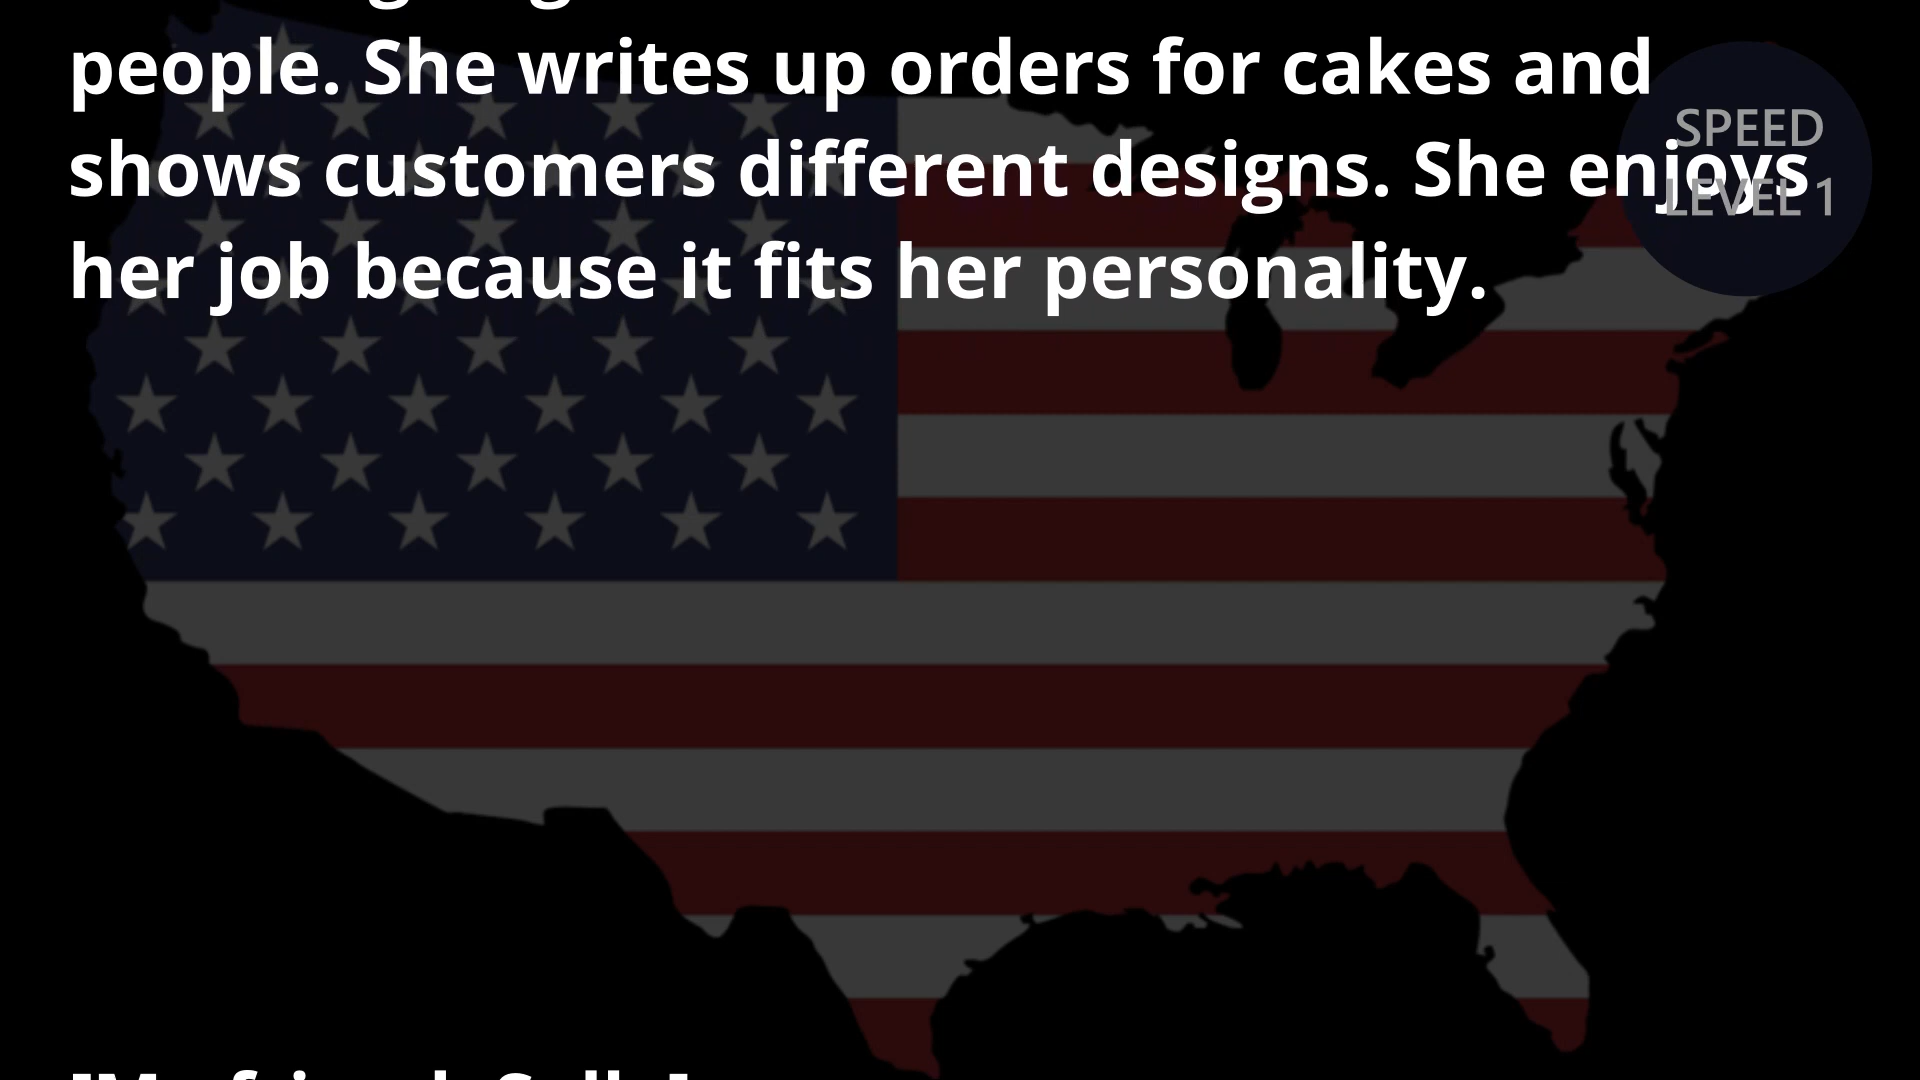 people. She writes up orders for cakes and
shows customers different designs. She enjoys
her job because it fits her personality.
SPEED
LEVEL 1